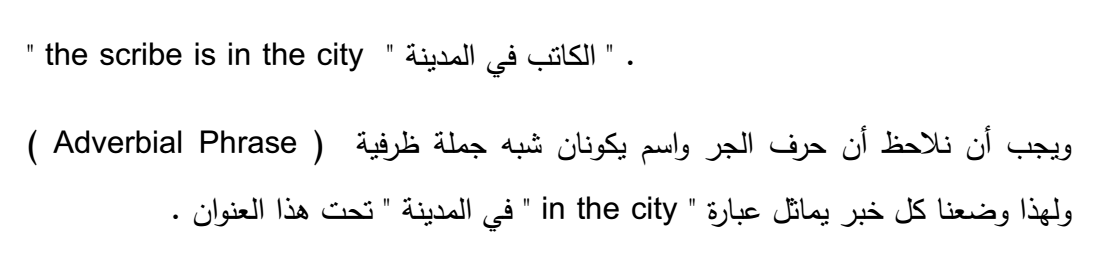 " the scribe is in the city " الكاتب في المدينة " .
ويجب أن نلاحظ أن حرف الجر واسم يكونان شبه جملة ظرفية ( Adverbial Phrase )
ولهذا وضعنا كل خبر يماثل عبارة " in the city " في المدينة " تحت هذا العنوان .